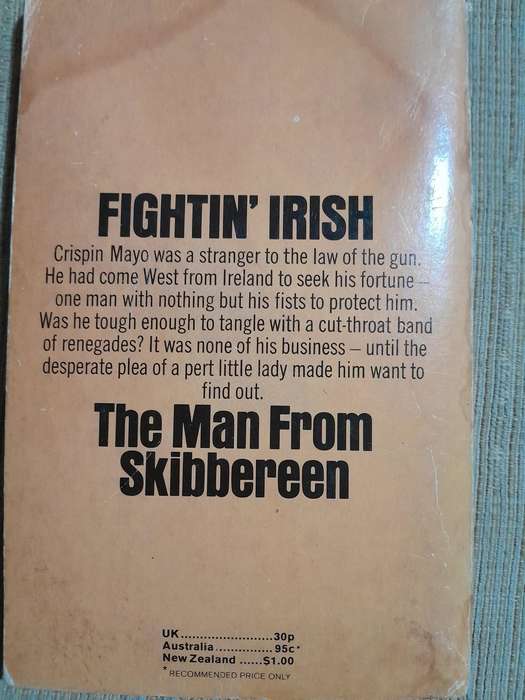 FIGHTIN' IRISH
Crispin Mayo was a stranger to the law of the gun.
He had come West from Ireland to seek his fortune –
one man with nothing but his fists to protect him.
Was he tough enough to tangle with a cut-throat band
of renegades? It was none of his business – until the
desperate plea of a pert little lady made him want to
find out.
The Man From
Skibbereen
UK........................30p
Australia ...............95c*
New Zealand ......$1.00
* RECOMMENDED PRICE ONLY